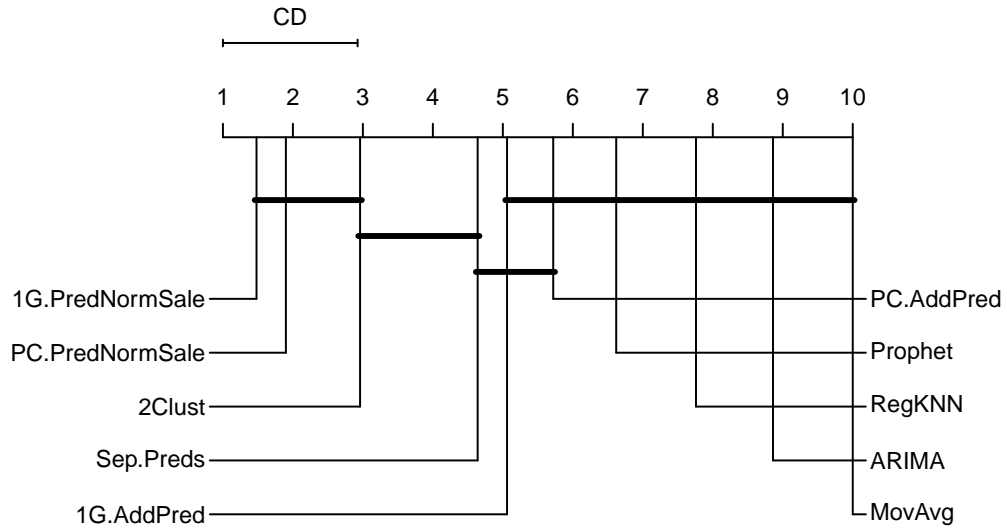 CD
1 2 3 4 5 6 7 8 9 10
1G.PredNormSale
PC.AddPred
PC.PredNormSale
Prophet
2Clust
RegKNN
Sep.Preds
ARIMA
1G.AddPred
MovAvg